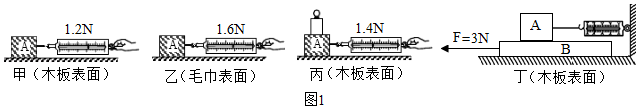 1.2N
A
甲(木板表面)
1.6N
A
乙(毛巾表面)
1.4N
A
丙(木板表面)
A
F=3N
B
丁(木板表面)
图1